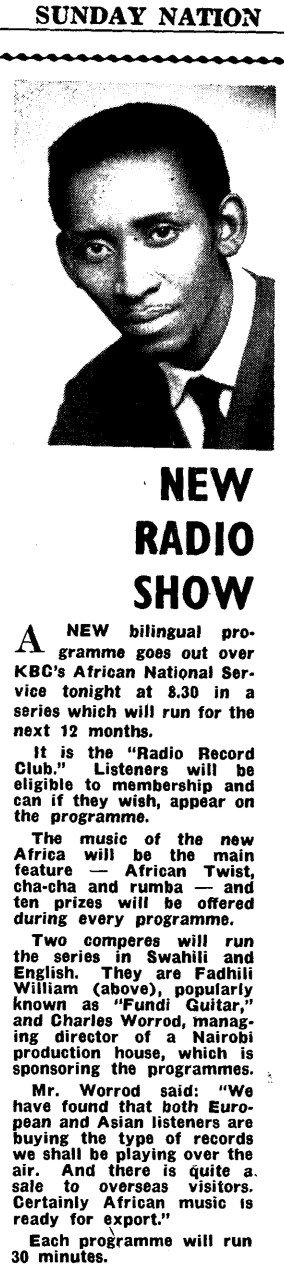 SUNDAY NATION
NEW
RADIO
SHOW
A NEW bilingual pro-
gramme goes out over
KBC's African National Ser-
vice tonight at 8.30 in a
series which will run for the
next 12 months.
It is the "Radio Record
Club." Listeners will be
eligible to membership and
can if they wish, appear on
the programme.
The music of the new
Africa will be the main
feature — African Twist,
cha-cha and rumba — and
ten prizes will be offered
during every programme.
Two comperes will run
the series in Swahili and
English. They are Fadhili
William (above), popularly
known as "Fundi Guitar,"
and Charles Worrod, manag-
ing director of a Nairobi
production house, which is
sponsoring the programmes.
Mr. Worrod said: "We
have found that both Euro-
pean and Asian listeners are
buying the type of records
we shall be playing over the
air. And there is quite a
sale to overseas visitors.
Certainly African music is
ready for export."
Each programme will run
30 minutes.